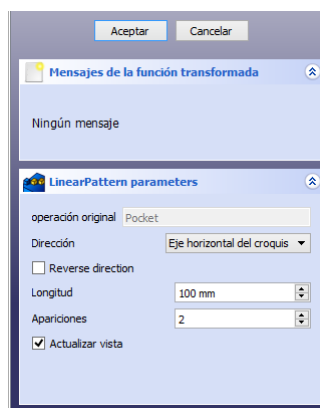 Aceptar Cancelar
Mensajes de la función transformada
Ningún mensaje
LinearPattern parameters
operación original Pocket
Dirección Eje horizontal del croquis
Reverse direction
Longitud 100 mm
Apariciones 2
Actualizar vista